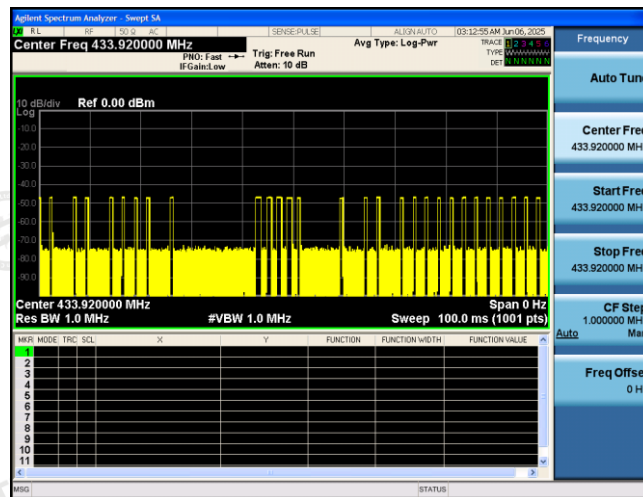 Agilent Spectrum Analyzer - Swept SA
RL RF 50 Ω AC SENSE:PULSE ALIGN AUTO 03:12:55 AM Jun 06, 2025
Center Freq 433.920000 MHz
Avg Type: Log-Pwr
TRACE 1 2 3 4 5 6
TYPE
DET N N N N N N
PNO: Fast
IFGain:Low
Trig: Free Run
Atten: 10 dB
10 dB/div Ref 0.00 dBm
Log
-10.0
-20.0
-30.0
-40.0
-50.0
-60.0
-70.0
-80.0
-90.0
Center 433.920000 MHz Span 0 Hz
Res BW 1.0 MHz #VBW 1.0 MHz Sweep 100.0 ms (1001 pts)
MKR MODE TRC SCL X Y FUNCTION FUNCTION WIDTH FUNCTION VALUE
1
2
3
4
5
6
7
8
9
10
11
MSG STATUS
Frequency
Auto Tun
Center Fre
433.920000 MH
Start Fre
433.920000 MH
Stop Fre
433.920000 MH
CF Step
1.000000 MH
Auto Ma
Freq Offse
0 H